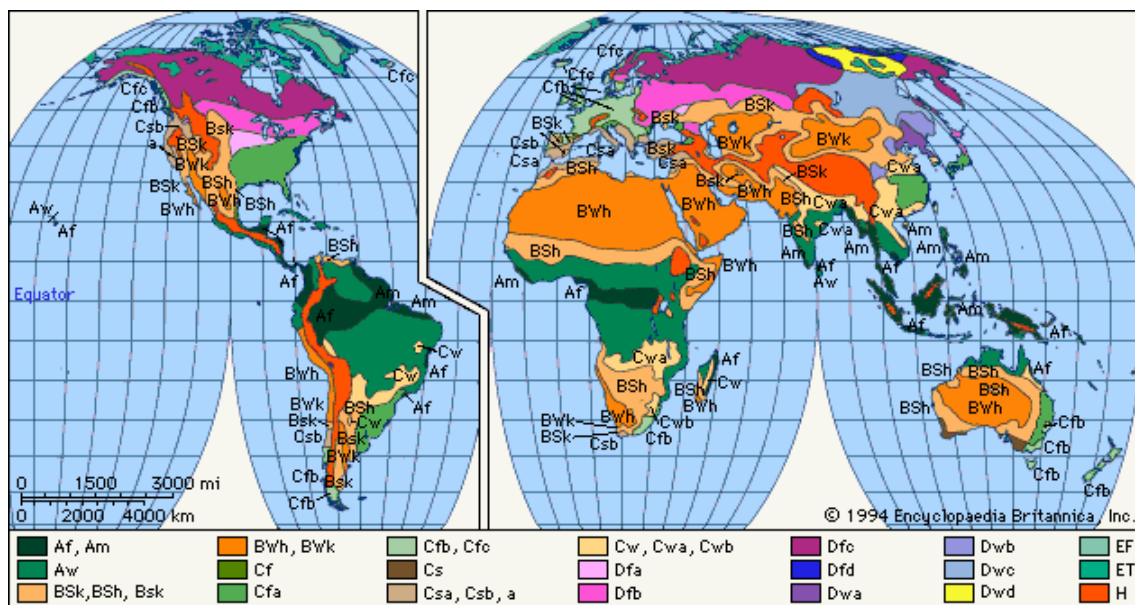 Cfc
Cfc
Cfb
Cfc
Cfb
Csb
a
Bsk
BSk
BWk
BSk
BSh
BWh
BWh
BSh
Aw
Af
Af
BSh
Af
Am
Am
Equator
Af
Cw
BWh
Cw
Af
BWk
BSh
Bsk
Cw
Csb
Bsk
BWk
Cfb
Bsk
Cfb
0 1500 3000 mi
0 2000 4000 km
Cfc
Cfc
Cfb
BSk
BSk
Bsk
Csb
Csa
Csa
Bsk
Csa
BWk
BWk
BSh
Bsk
BWh
BSk
Cwa
Cwa
BWh
BWh
BSh
Cwa
Cwa
BSh
BSh
BWh
BSh
Am
Am
Am
Am
Am
Af
Af
Aw
Am
Af
Af
Am
Af
Af
Cwa
Af
BSh
Cw
BSh
BWh
BWh
BWk
BSk
Csb
Cwb
Cfb
BSh
BSh
Af
BSh
BSh
BWh
Cfb
Cfb
Cfb
Cfb
© 1994 Encyclopaedia Britannica, Inc.
Af, Am
Aw
BSk,BSh, Bsk
BWh, BWk
Cf
Cfa
Cfb, Cfc
Cs
Csa, Csb, a
Cw, Cwa, Cwb
Dfa
Dfb
Dfc
Dfd
Dwa
Dwb
Dwc
Dwd
EF
ET
H